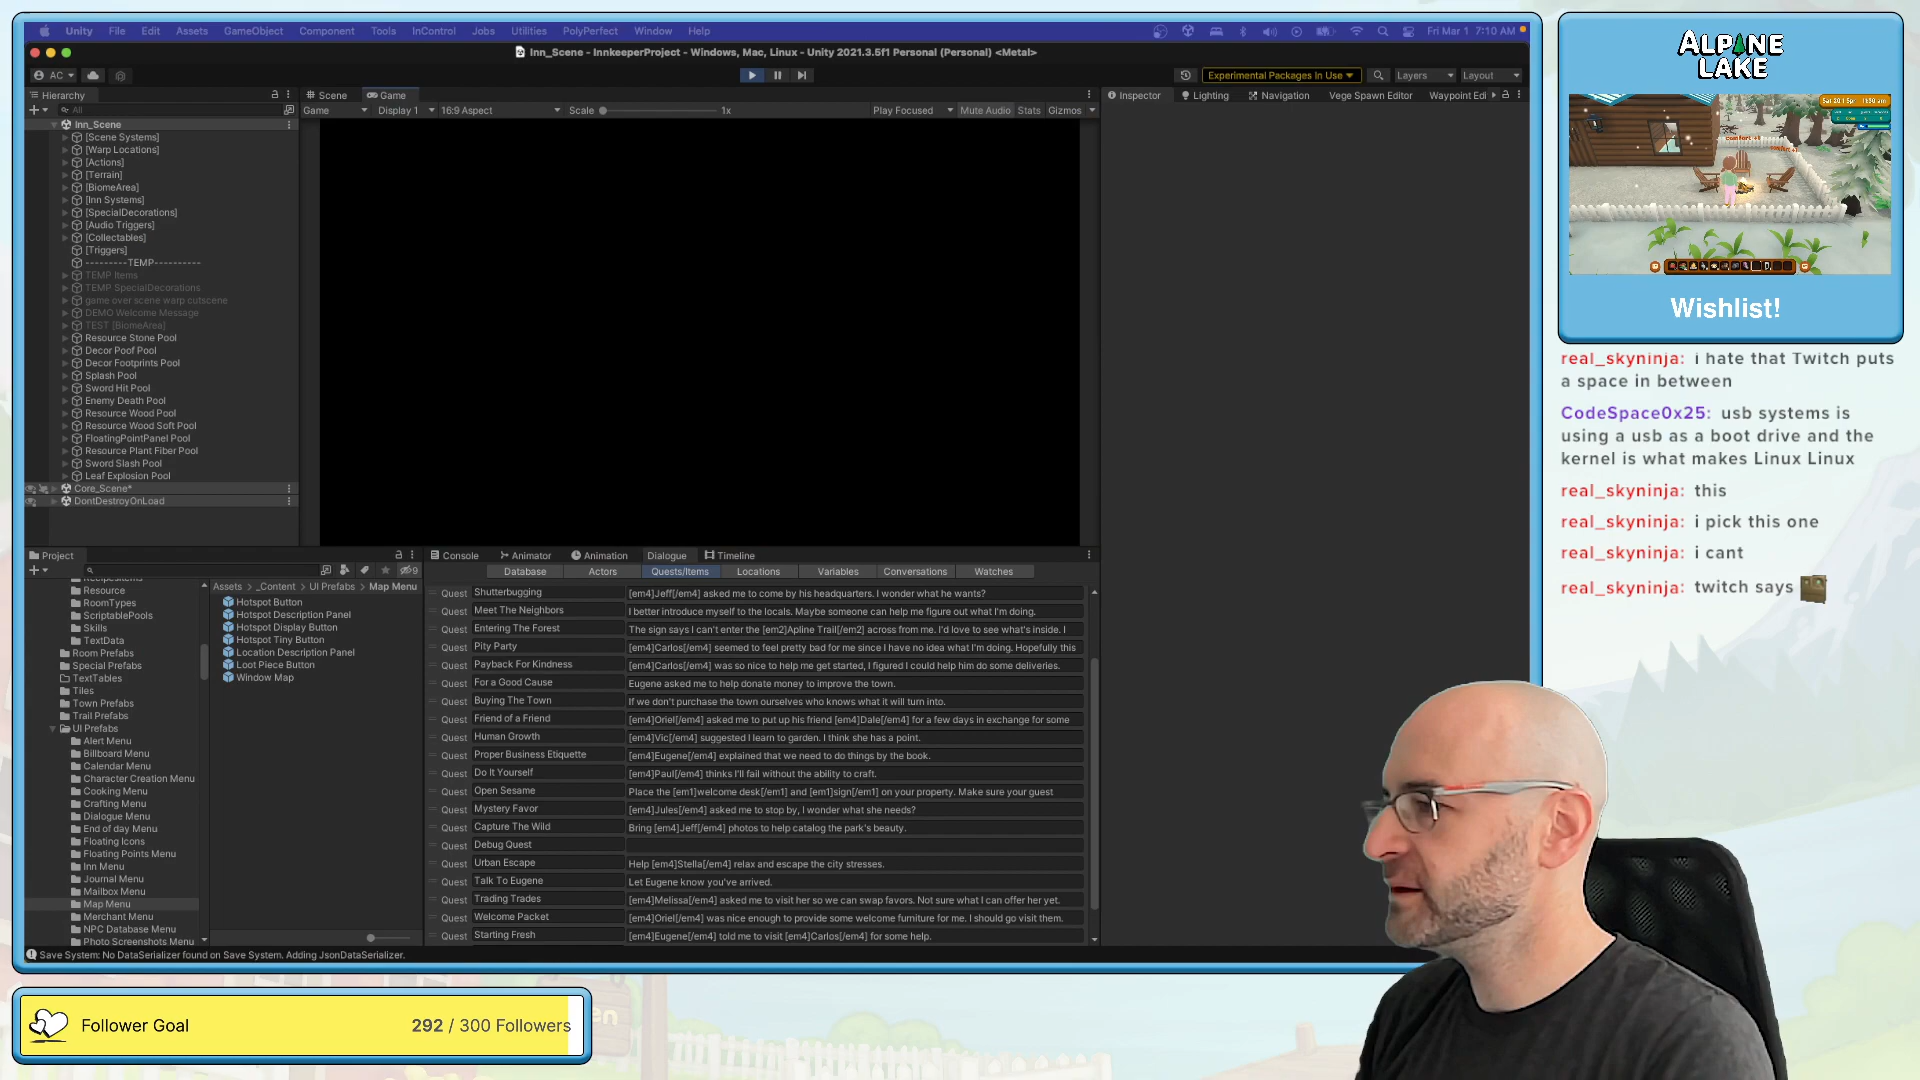 Unity File Edit Assets GameObject Component Tools InControl Jobs Utilities PolyPerfect Window Help
Fri Mar 1 7:10 AM
Inn_Scene - InnkeeperProject - Windows, Mac, Linux - Unity 2021.3.5f1 Personal (Personal) <Metal>
AC
Experimental Packages In Use
Layers
Layout
Hierarchy
Scene
Game
Inspector
Lighting
Navigation
Vege Spawn Editor
Waypoint Edi
All
Game
Display 1
16:9 Aspect
Scale
1x
Play Focused
Mute Audio
Stats
Gizmos
Inn_Scene
[Scene Systems]
[Warp Locations]
[Actions]
[Terrain]
[BiomeArea]
[Inn Systems]
[SpecialDecorations]
[Audio Triggers]
[Collectables]
[Triggers]
---------TEMP----------
TEMP Items
TEMP SpecialDecorations
game over scene warp cutscene
DEMO Welcome Message
TEST [BiomeArea]
Resource Stone Pool
Decor Poof Pool
Decor Footprints Pool
Splash Pool
Sword Hit Pool
Enemy Death Pool
Resource Wood Pool
Resource Wood Soft Pool
FloatingPointPanel Pool
Resource Plant Fiber Pool
Sword Slash Pool
Leaf Explosion Pool
Core_Scene*
DontDestroyOnLoad
Project
9
Resource
RoomTypes
ScriptablePools
Skills
TextData
Room Prefabs
Special Prefabs
TextTables
Tiles
Town Prefabs
Trail Prefabs
UI Prefabs
Alert Menu
Billboard Menu
Calendar Menu
Character Creation Menu
Cooking Menu
Crafting Menu
Dialogue Menu
End of day Menu
Floating Icons
Floating Points Menu
Inn Menu
Journal Menu
Mailbox Menu
Map Menu
Merchant Menu
NPC Database Menu
Photo Screenshots Menu
Assets > _Content > UI Prefabs > Map Menu
Hotspot Button
Hotspot Description Panel
Hotspot Display Button
Hotspot Tiny Button
Location Description Panel
Loot Piece Button
Window Map
Console
Animator
Animation
Dialogue
Timeline
Database
Actors
Quests/Items
Locations
Variables
Conversations
Watches
Quest Shutterbugging [em4]Jeff[/em4] asked me to come by his headquarters. I wonder what he wants?
Quest Meet The Neighbors I better introduce myself to the locals. Maybe someone can help me figure out what I'm doing.
Quest Entering The Forest The sign says I can't enter the [em2]Apline Trail[/em2] across from me. I'd love to see what's inside. I
Quest Pity Party [em4]Carlos[/em4] seemed to feel pretty bad for me since I have no idea what I'm doing. Hopefully this
Quest Payback For Kindness [em4]Carlos[/em4] was so nice to help me get started, I figured I could help him do some deliveries.
Quest For a Good Cause Eugene asked me to help donate money to improve the town.
Quest Buying The Town If we don't purchase the town ourselves who knows what it will turn into.
Quest Friend of a Friend [em4]Oriel[/em4] asked me to put up his friend [em4]Dale[/em4] for a few days in exchange for some
Quest Human Growth [em4]Vic[/em4] suggested I learn to garden. I think she has a point.
Quest Proper Business Etiquette [em4]Eugene[/em4] explained that we need to do things by the book.
Quest Do It Yourself [em4]Paul[/em4] thinks I'll fail without the ability to craft.
Quest Open Sesame Place the [em1]welcome desk[/em1] and [em1]sign[/em1] on your property. Make sure your guest
Quest Mystery Favor [em4]Jules[/em4] asked me to stop by, I wonder what she needs?
Quest Capture The Wild Bring [em4]Jeff[/em4] photos to help catalog the park's beauty.
Quest Debug Quest
Quest Urban Escape Help [em4]Stella[/em4] relax and escape the city stresses.
Quest Talk To Eugene Let Eugene know you've arrived.
Quest Trading Trades [em4]Melissa[/em4] asked me to visit her so we can swap favors. Not sure what I can offer her yet.
Quest Welcome Packet [em4]Oriel[/em4] was nice enough to provide some welcome furniture for me. I should go visit them.
Quest Starting Fresh [em4]Eugene[/em4] told me to visit [em4]Carlos[/em4] for some help.
Save System: No DataSerializer found on Save System. Adding JsonDataSerializer.
ALPINE
LAKE
Wishlist!
real_skyninja: i hate that Twitch puts
a space in between
CodeSpace0x25: usb systems is
using a usb as a boot drive and the
kernel is what makes Linux Linux
real_skyninja: this
real_skyninja: i pick this one
real_skyninja: i cant
real_skyninja: twitch says
Follower Goal
292 / 300 Followers